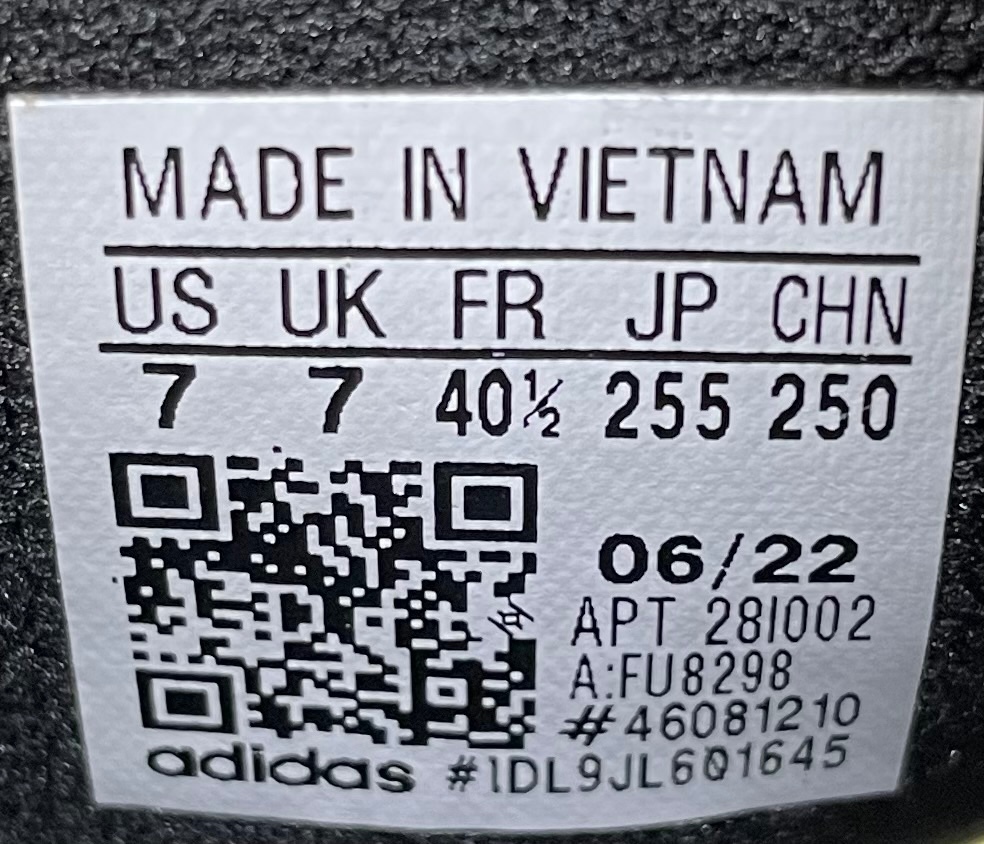 MADE IN VIETNAM
US UK FR JP CHN
7 7 40½ 255 250
06/22
APT 281002
A:FU8298
#46081210
adidas #1DL9JL6Q1645